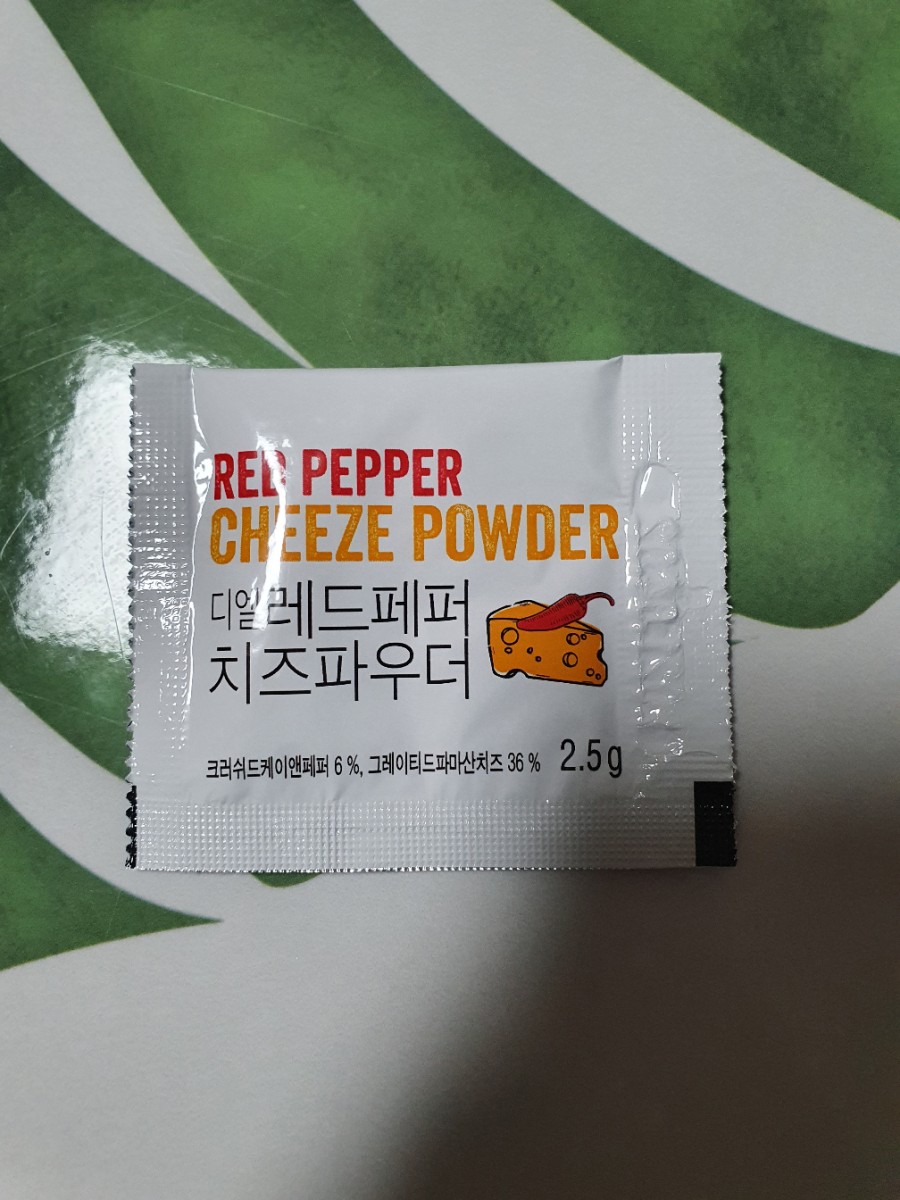 RED PEPPER
CHEEZE POWDER
디엘레드페퍼
치즈파우더
크러쉬드케이앤페퍼 6 %, 그레이티드파마산치즈 36 % 2.5g